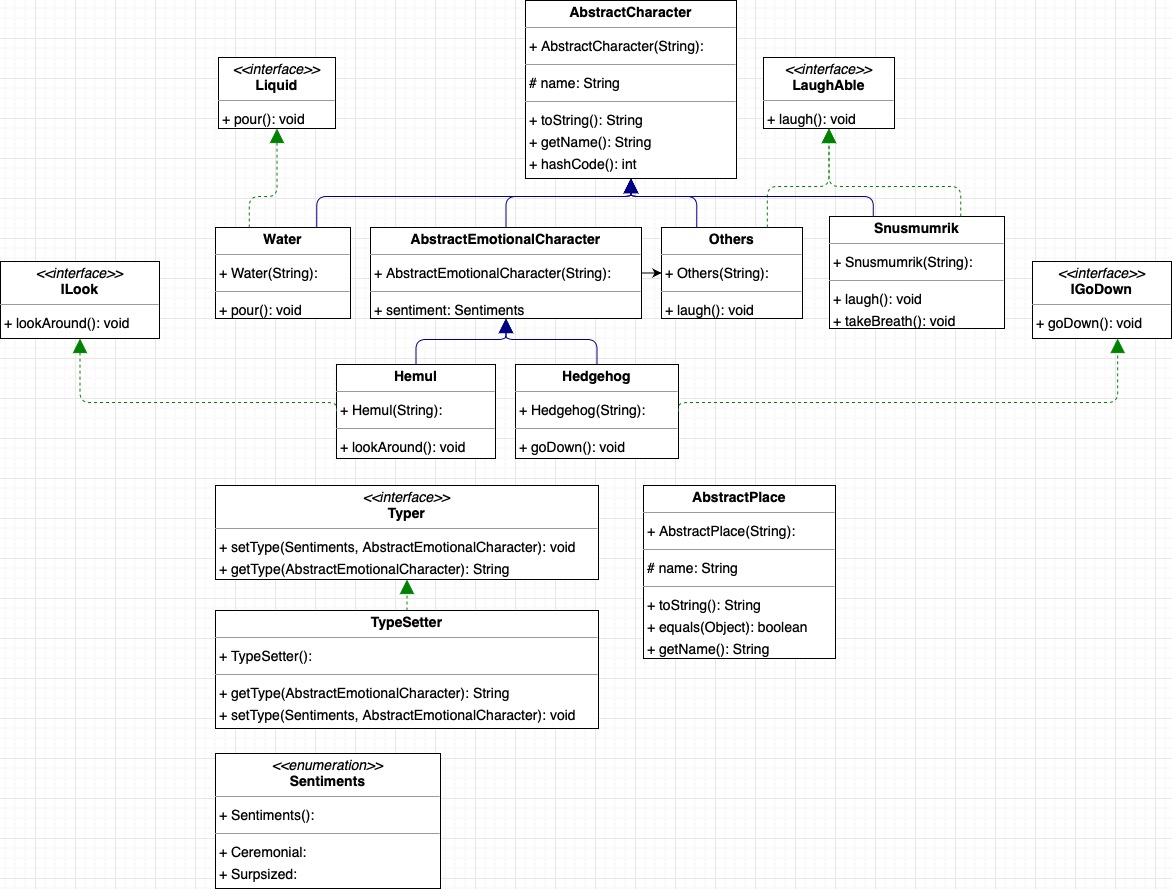 AbstractCharacter
+ AbstractCharacter(String):
# name: String
+ toString(): String
+ getName(): String
+ hashCode(): int
<<interface>>
Liquid
+ pour(): void
<<interface>>
LaughAble
+ laugh(): void
Water
+ Water(String):
+ pour(): void
AbstractEmotionalCharacter
+ AbstractEmotionalCharacter(String):
+ sentiment: Sentiments
Others
+ Others(String):
+ laugh(): void
Snusmumrik
+ Snusmumrik(String):
+ laugh(): void
+ takeBreath(): void
<<interface>>
ILook
+ lookAround(): void
<<interface>>
IGoDown
+ goDown(): void
Hemul
+ Hemul(String):
+ lookAround(): void
Hedgehog
+ Hedgehog(String):
+ goDown(): void
<<interface>>
Typer
+ setType(Sentiments, AbstractEmotionalCharacter): void
+ getType(AbstractEmotionalCharacter): String
AbstractPlace
+ AbstractPlace(String):
# name: String
+ toString(): String
+ equals(Object): boolean
+ getName(): String
TypeSetter
+ TypeSetter():
+ getType(AbstractEmotionalCharacter): String
+ setType(Sentiments, AbstractEmotionalCharacter): void
<<enumeration>>
Sentiments
+ Sentiments():
+ Ceremonial:
+ Surpsized: